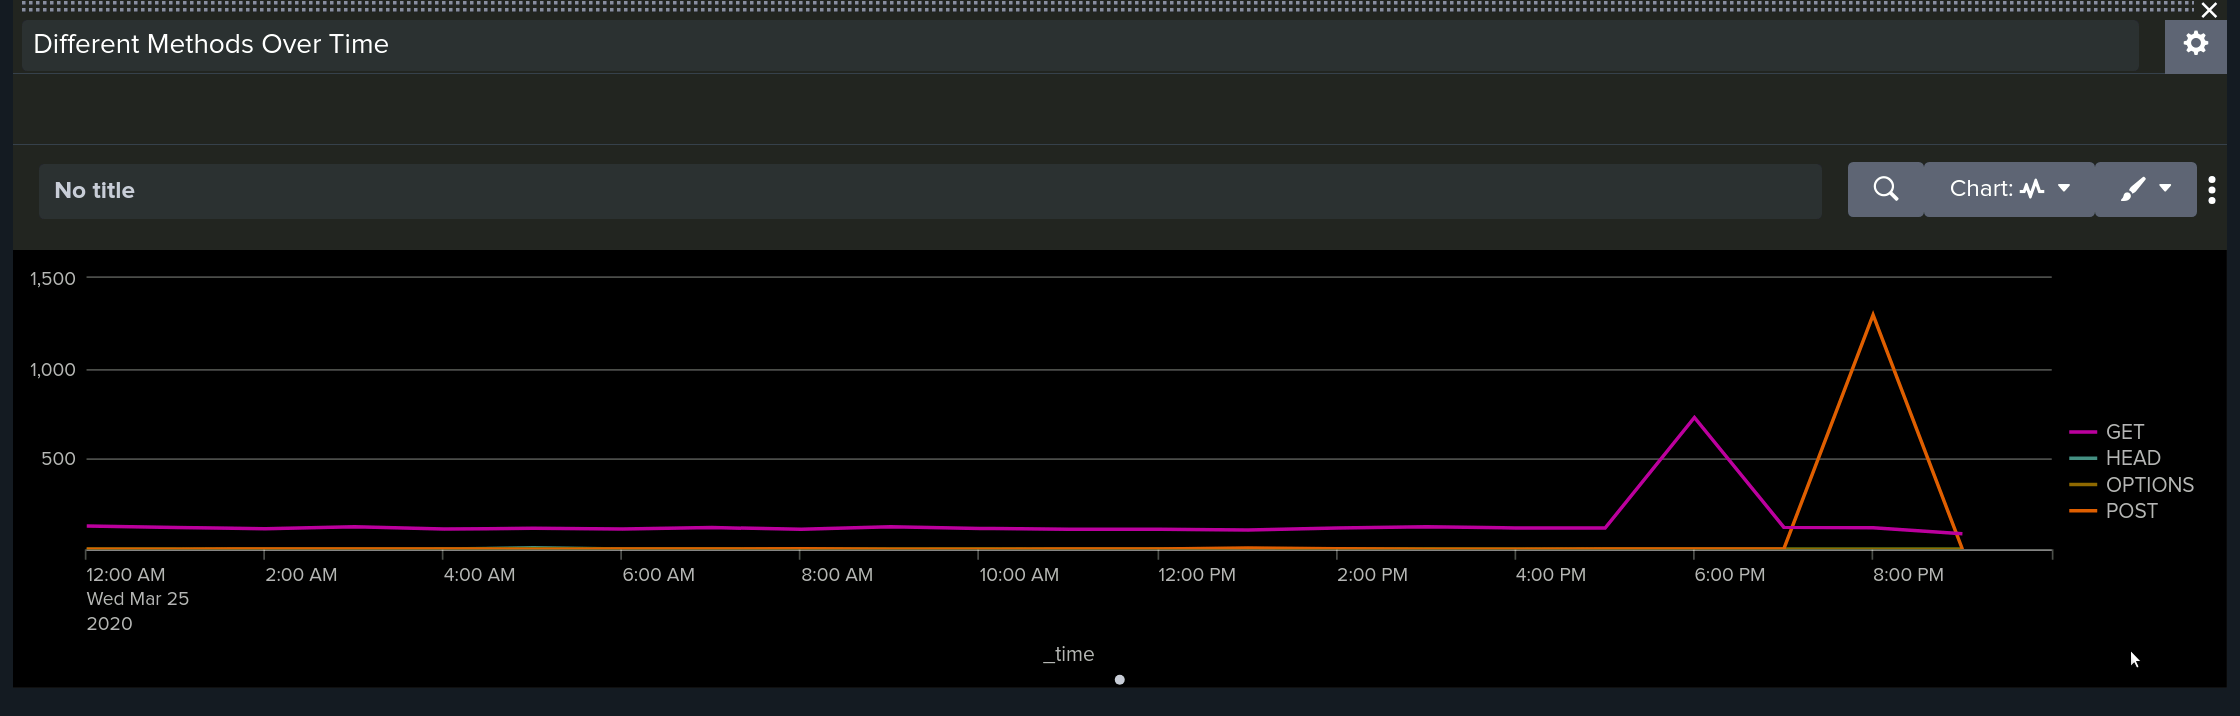 Different Methods Over Time
No title
Chart:
1,500
1,000
500
GET
HEAD
OPTIONS
POST
12:00 AM 2:00 AM 4:00 AM 6:00 AM 8:00 AM 10:00 AM 12:00 PM 2:00 PM 4:00 PM 6:00 PM 8:00 PM
Wed Mar 25
2020
_time